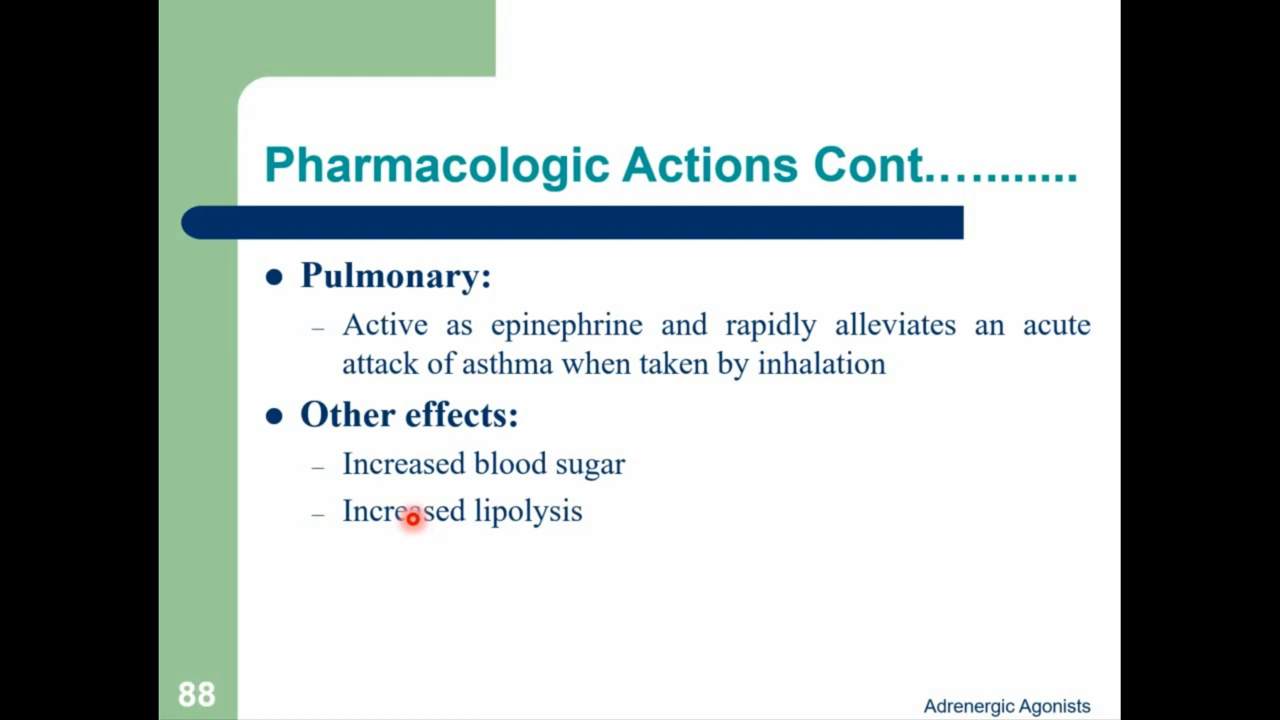 Pharmacologic Actions Cont............
● Pulmonary:
– Active as epinephrine and rapidly alleviates an acute
attack of asthma when taken by inhalation
● Other effects:
– Increased blood sugar
– Increased lipolysis
88
Adrenergic Agonists